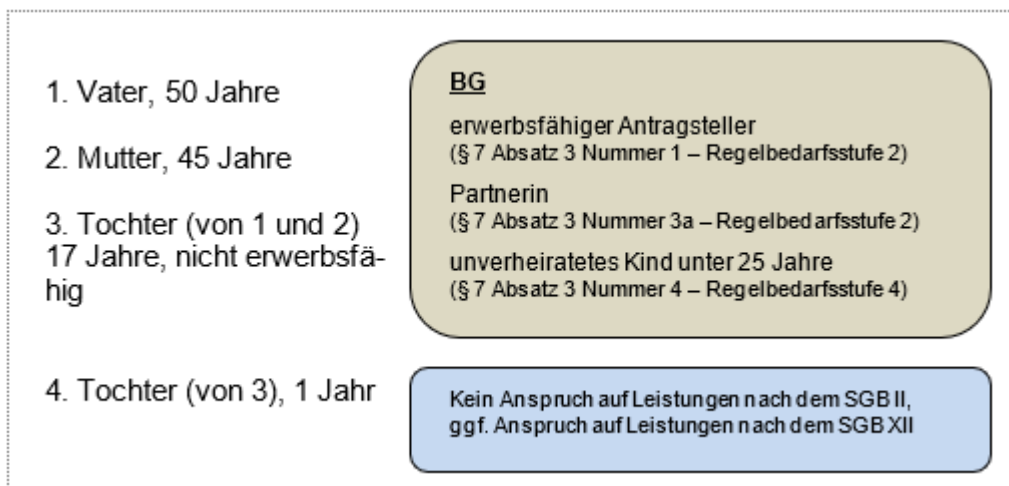 1. Vater, 50 Jahre
2. Mutter, 45 Jahre
3. Tochter (von 1 und 2)
17 Jahre, nicht erwerbsfä-
hig
4. Tochter (von 3), 1 Jahr
BG
erwerbsfähiger Antragsteller
(§ 7 Absatz 3 Nummer 1 – Regelbedarfsstufe 2)
Partnerin
(§ 7 Absatz 3 Nummer 3a – Regelbedarfsstufe 2)
unverheiratetes Kind unter 25 Jahre
(§ 7 Absatz 3 Nummer 4 – Regelbedarfsstufe 4)
Kein Anspruch auf Leistungen nach dem SGB II,
ggf. Anspruch auf Leistungen nach dem SGB XII